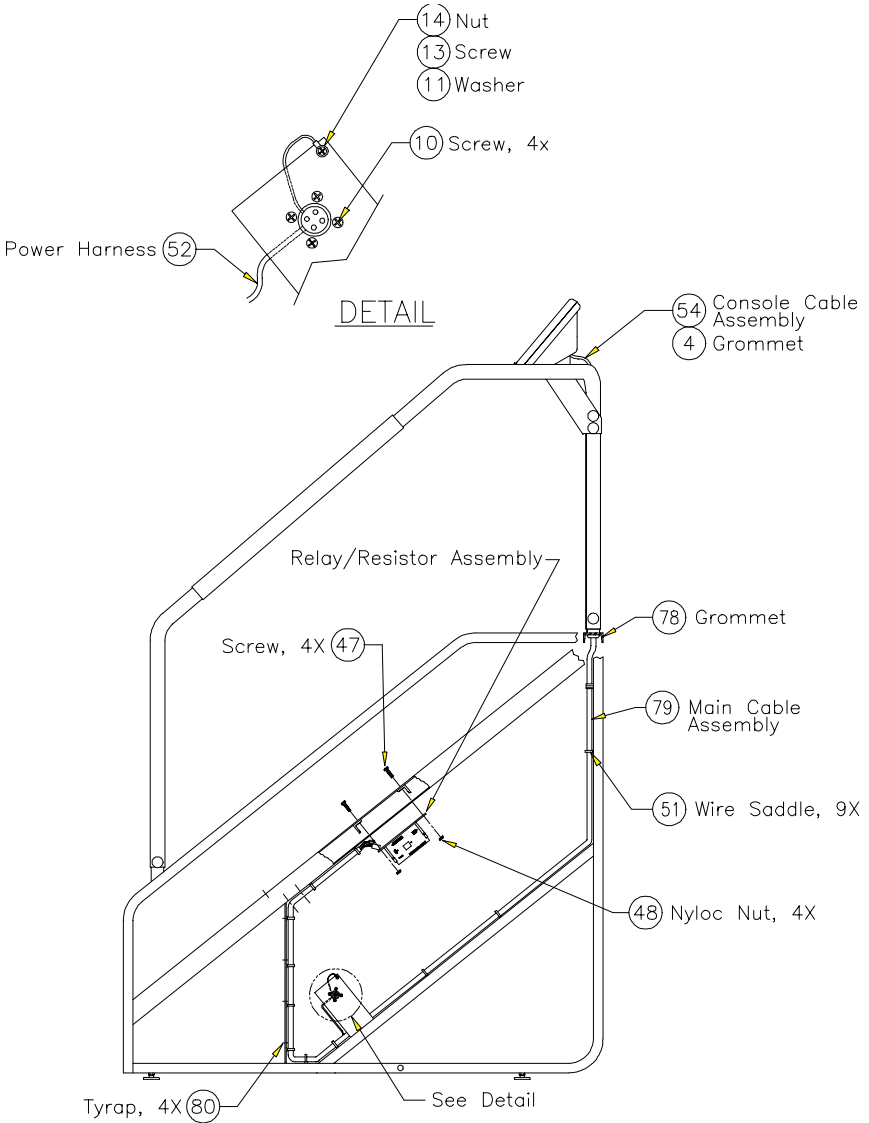 14 Nut
13 Screw
11 Washer
10 Screw, 4x
Power Harness 52
DETAIL
54 Console Cable
Assembly
4 Grommet
Relay/Resistor Assembly
78 Grommet
Screw, 4X 47
79 Main Cable
Assembly
51 Wire Saddle, 9X
48 Nyloc Nut, 4X
See Detail
Tyrap, 4X 80